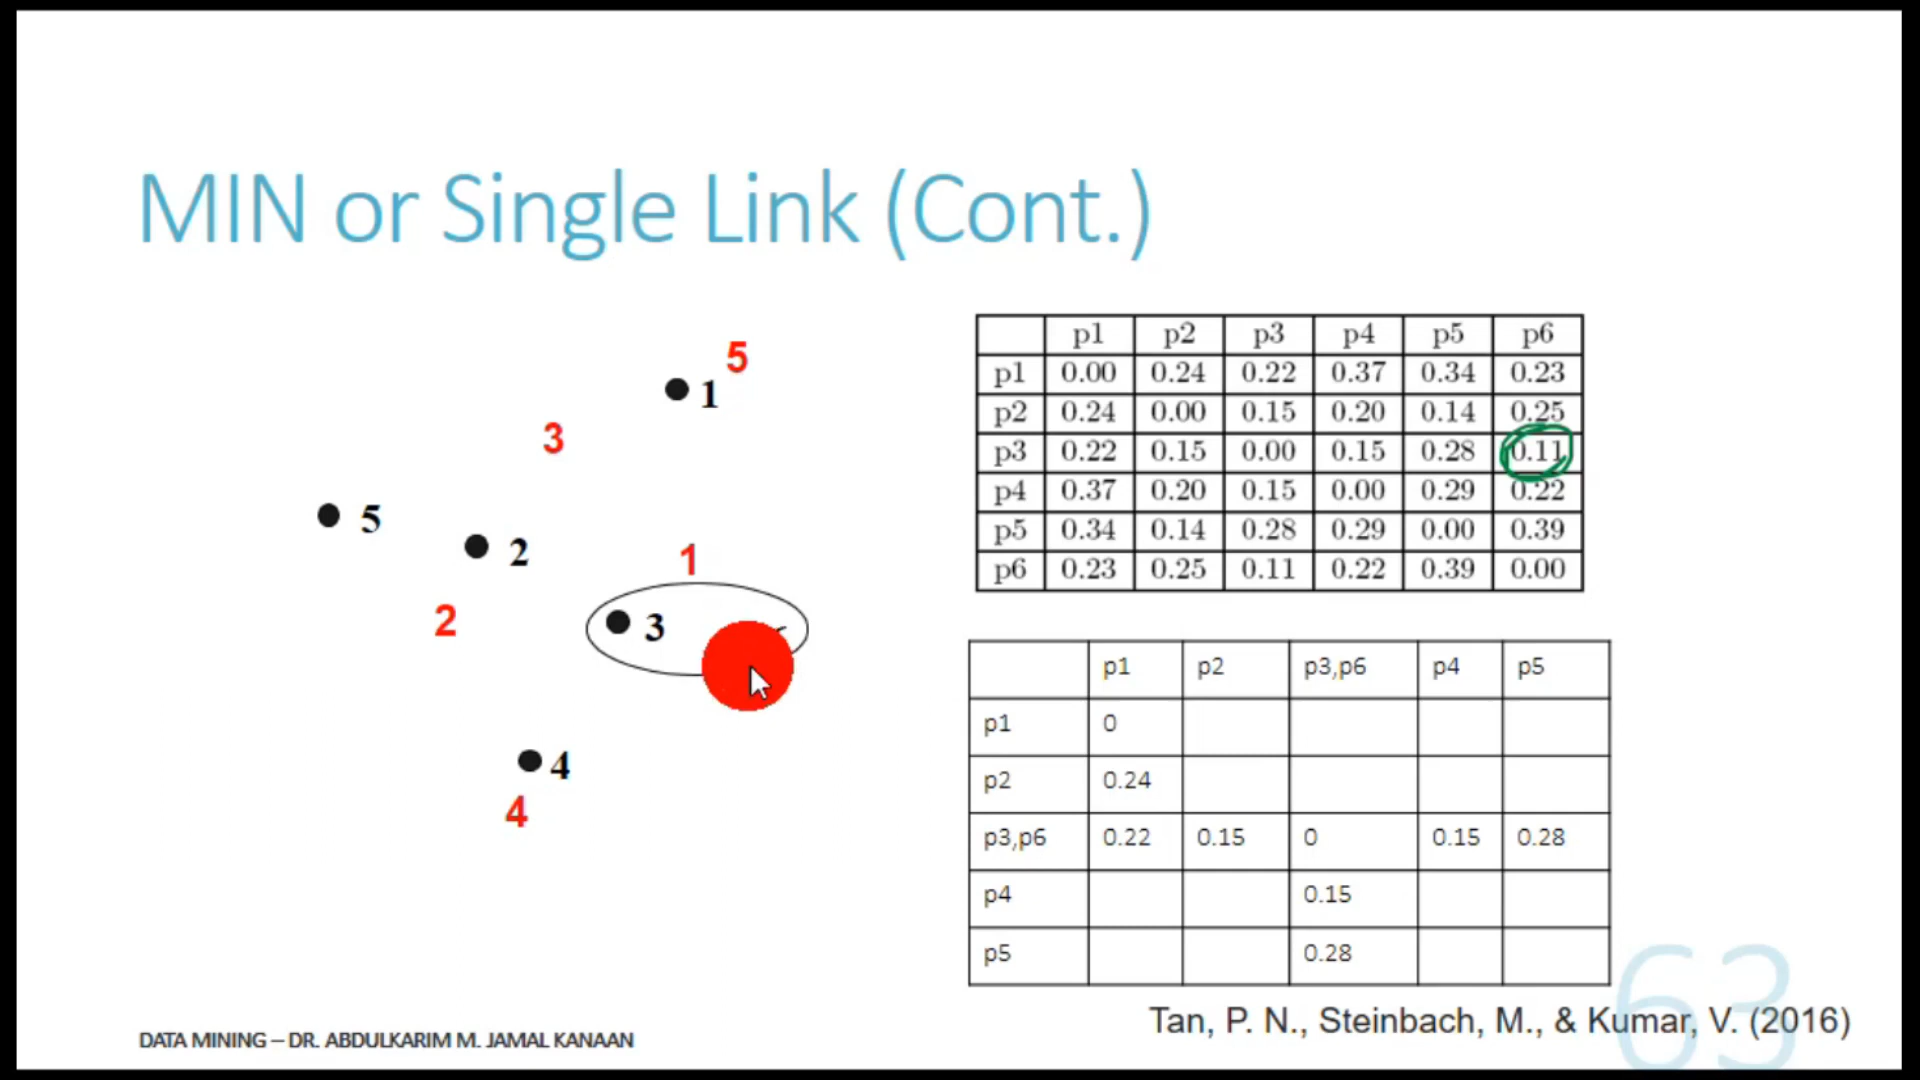 MIN or Single Link (Cont.)
5
1
3
5
2
1
2
3
4
4
p1 p2 p3 p4 p5 p6
p1 0.00 0.24 0.22 0.37 0.34 0.23
p2 0.24 0.00 0.15 0.20 0.14 0.25
p3 0.22 0.15 0.00 0.15 0.28 0.11
p4 0.37 0.20 0.15 0.00 0.29 0.22
p5 0.34 0.14 0.28 0.29 0.00 0.39
p6 0.23 0.25 0.11 0.22 0.39 0.00
p1 p2 p3,p6 p4 p5
p1 0
p2 0.24
p3,p6 0.22 0.15 0 0.15 0.28
p4 0.15
p5 0.28
63
Tan, P. N., Steinbach, M., & Kumar, V. (2016)
DATA MINING – DR. ABDULKARIM M. JAMAL KANAAN